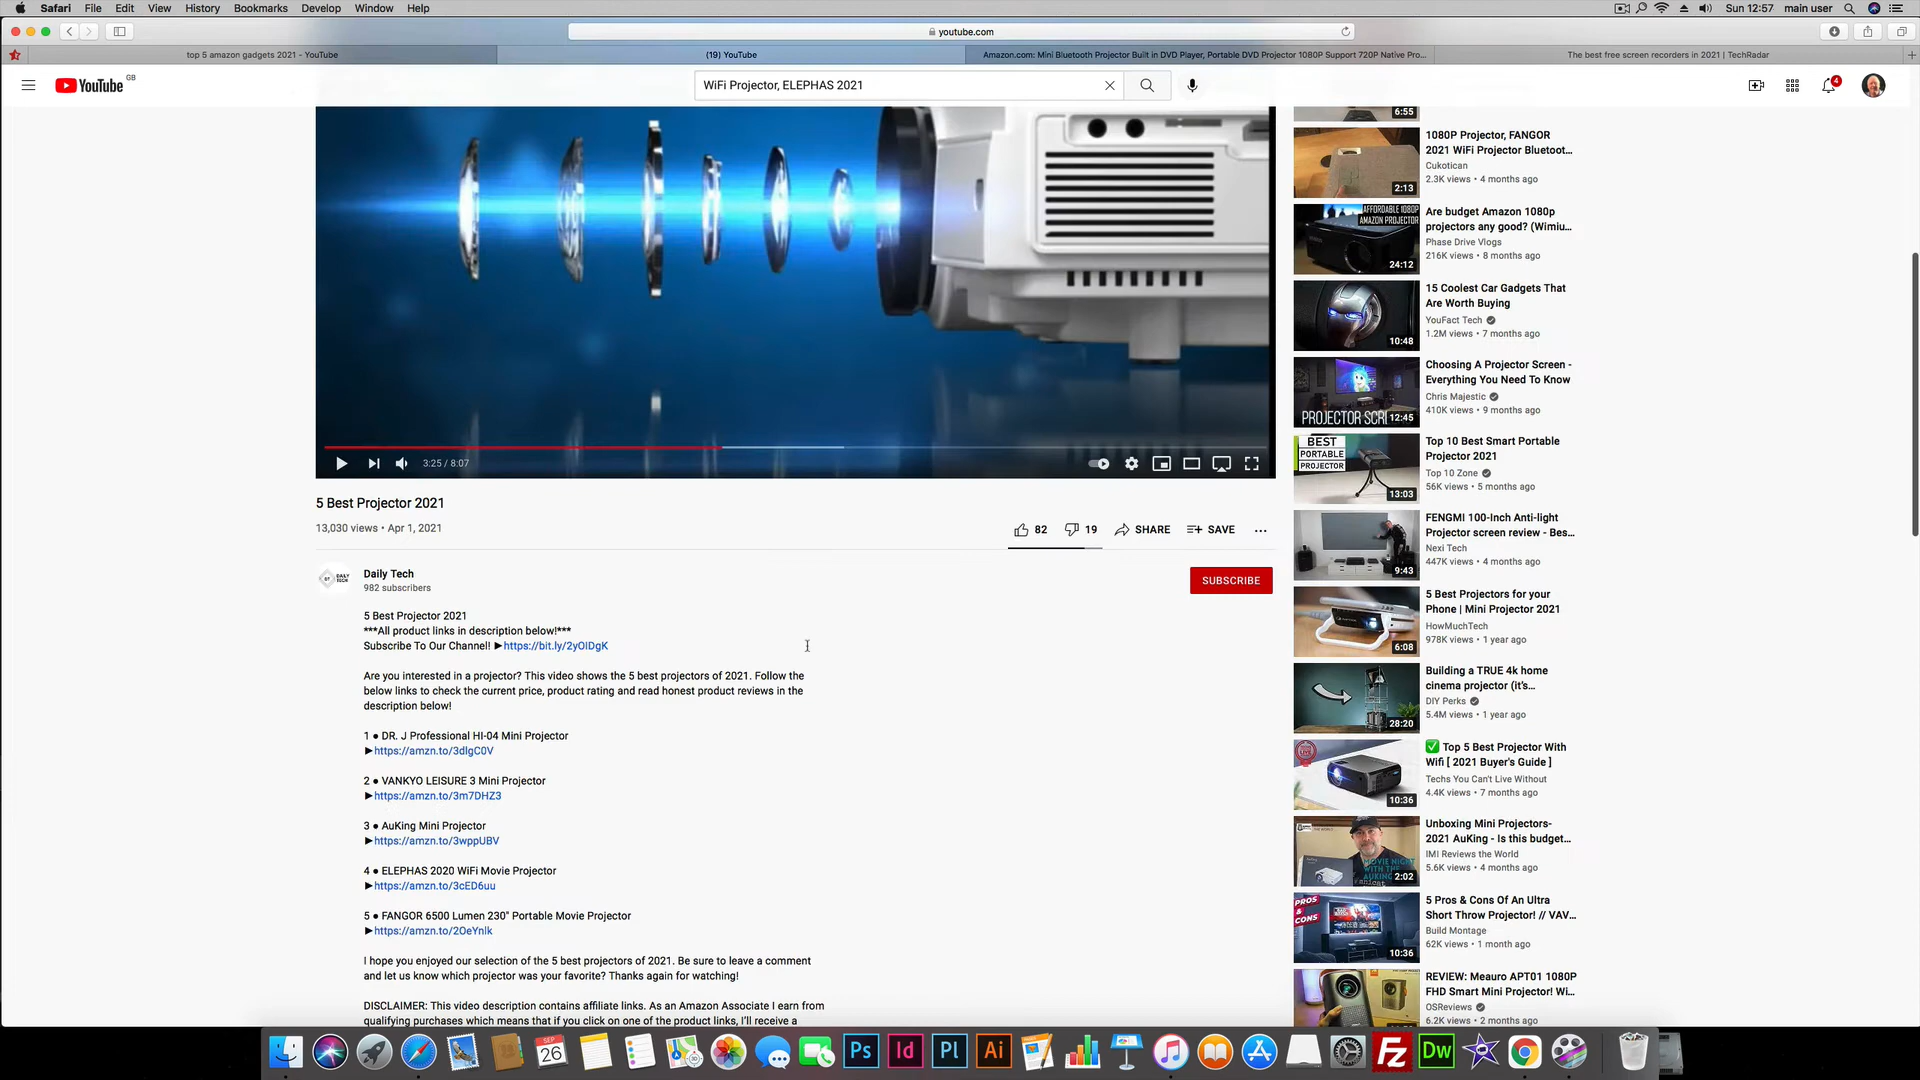 Safari File Edit View History Bookmarks Develop Window Help
Sun 12:57 main user
youtube.com
top 5 amazon gadgets 2021 - YouTube
(19) YouTube
Amazon.com: Mini Bluetooth Projector Built in DVD Player, Portable DVD Projector 1080P Support 720P Native Pro...
The best free screen recorders in 2021 | TechRadar
YouTube GB
WiFi Projector, ELEPHAS 2021
4
3:25 / 8:07
5 Best Projector 2021
13,030 views • Apr 1, 2021
82 19 SHARE SAVE ...
DAILY TECH
Daily Tech
982 subscribers
SUBSCRIBE
5 Best Projector 2021
***All product links in description below!***
Subscribe To Our Channel! ►https://bit.ly/2yOIDgK
Are you interested in a projector? This video shows the 5 best projectors of 2021. Follow the
below links to check the current price, product rating and read honest product reviews in the
description below!
1 ● DR. J Professional HI-04 Mini Projector
►https://amzn.to/3dIgC0V
2 ● VANKYO LEISURE 3 Mini Projector
►https://amzn.to/3m7DHZ3
3 ● AuKing Mini Projector
►https://amzn.to/3wppUBV
4 ● ELEPHAS 2020 WiFi Movie Projector
►https://amzn.to/3cED6uu
5 ● FANGOR 6500 Lumen 230" Portable Movie Projector
►https://amzn.to/2OeYnlk
I hope you enjoyed our selection of the 5 best projectors of 2021. Be sure to leave a comment
and let us know which projector was your favorite? Thanks again for watching!
DISCLAIMER: This video description contains affiliate links. As an Amazon Associate I earn from
qualifying purchases which means that if you click on one of the product links, I'll receive a
6:55
1080P Projector, FANGOR
2021 WiFi Projector Bluetoot...
Cukotican
2.3K views • 4 months ago
2:13
AFFORDABLE 1080P
AMAZON PROJECTOR
24:12
Are budget Amazon 1080p
projectors any good? (Wimiu...
Phase Drive Vlogs
216K views • 8 months ago
10:48
15 Coolest Car Gadgets That
Are Worth Buying
YouFact Tech
1.2M views • 7 months ago
PROJECTOR SCR
12:45
Choosing A Projector Screen -
Everything You Need To Know
Chris Majestic
410K views • 9 months ago
BEST
PORTABLE
PROJECTOR
13:03
Top 10 Best Smart Portable
Projector 2021
Top 10 Zone
56K views • 5 months ago
9:43
FENGMI 100-Inch Anti-light
Projector screen review - Bes...
Nexi Tech
447K views • 4 months ago
6:08
5 Best Projectors for your
Phone | Mini Projector 2021
HowMuchTech
978K views • 1 year ago
28:20
Building a TRUE 4k home
cinema projector (it's...
DIY Perks
5.4M views • 1 year ago
10:36
Top 5 Best Projector With
Wifi [ 2021 Buyer's Guide ]
Techs You Can't Live Without
4.4K views • 7 months ago
MOVIE NIGHT
WITH THE
AUKING
2:02
Unboxing Mini Projectors-
2021 AuKing - Is this budget...
IMI Reviews the World
5.6K views • 4 months ago
PROS
&
CONS
10:36
5 Pros & Cons Of An Ultra
Short Throw Projector! // VAV...
Build Montage
62K views • 1 month ago
REVIEW: Meauro APT01 1080P
FHD Smart Mini Projector! Wi...
OSReviews
6.2K views • 2 months ago
SEP
26
Ps Id Pl Ai Fz Dw